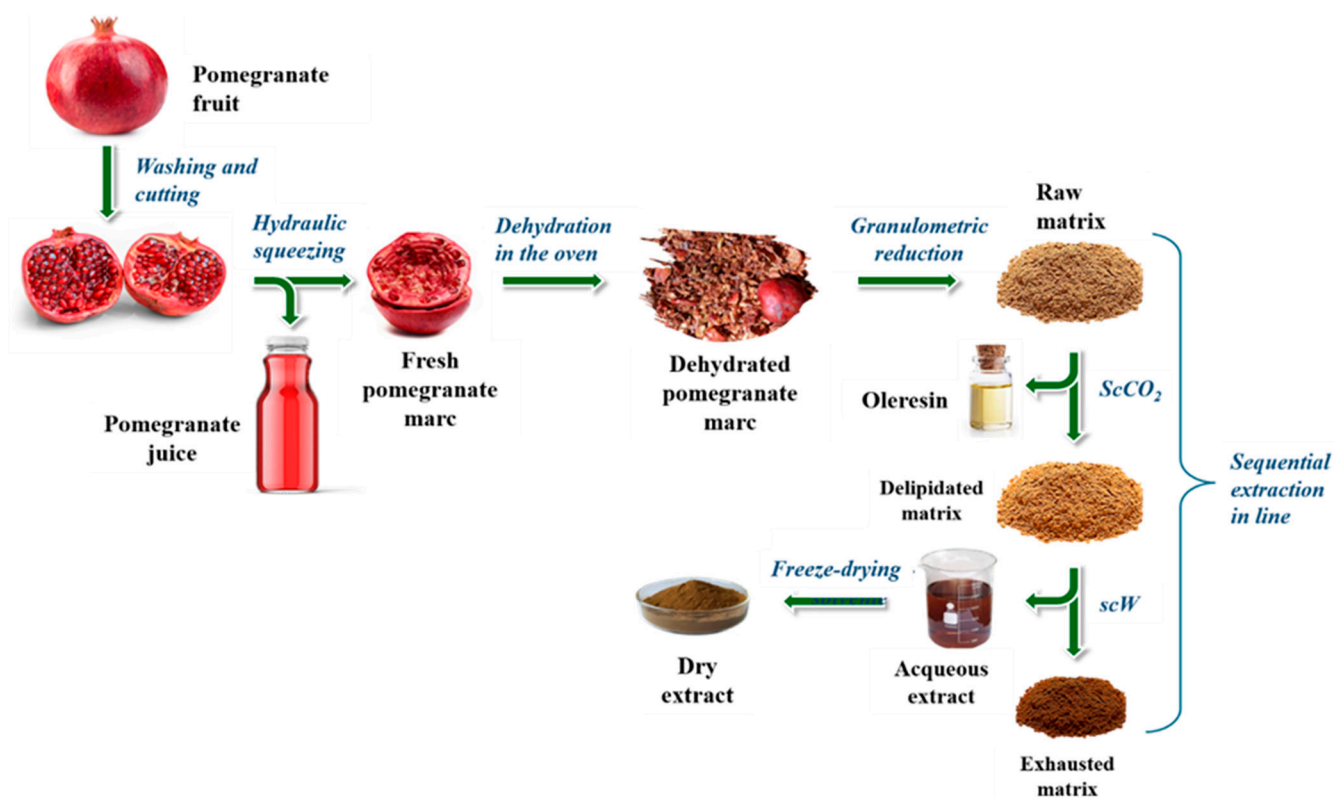 Pomegranate
fruit
Washing and
cutting
Hydraulic
squeezing
Pomegranate
juice
Fresh
pomegranate
marc
Dehydration
in the oven
Dehydrated
pomegranate
marc
Granulometric
reduction
Raw
matrix
Oleresin
ScCO₂
Delipidated
matrix
scW
Acqueous
extract
Freeze-drying
Dry
extract
Exhausted
matrix
Sequential
extraction
in line